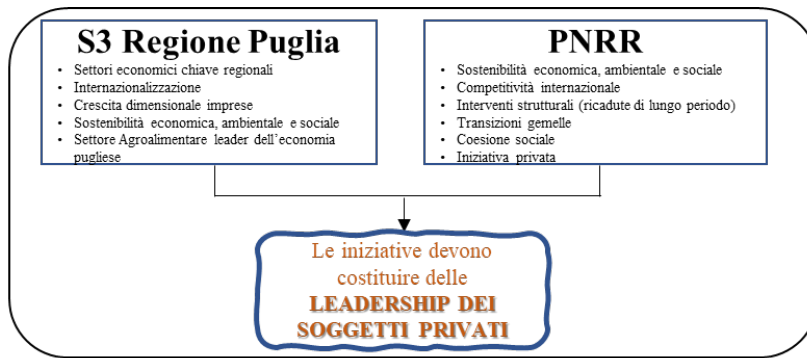 S3 Regione Puglia
• Settori economici chiave regionali
• Internazionalizzazione
• Crescita dimensionale imprese
• Sostenibilità economica, ambientale e sociale
• Settore Agroalimentare leader dell'economia
pugliese
PNRR
• Sostenibilità economica, ambientale e sociale
• Competitività internazionale
• Interventi strutturali (ricadute di lungo periodo)
• Transizioni gemelle
• Coesione sociale
• Iniziativa privata
Le iniziative devono
costituire delle
LEADERSHIP DEI
SOGGETTI PRIVATI